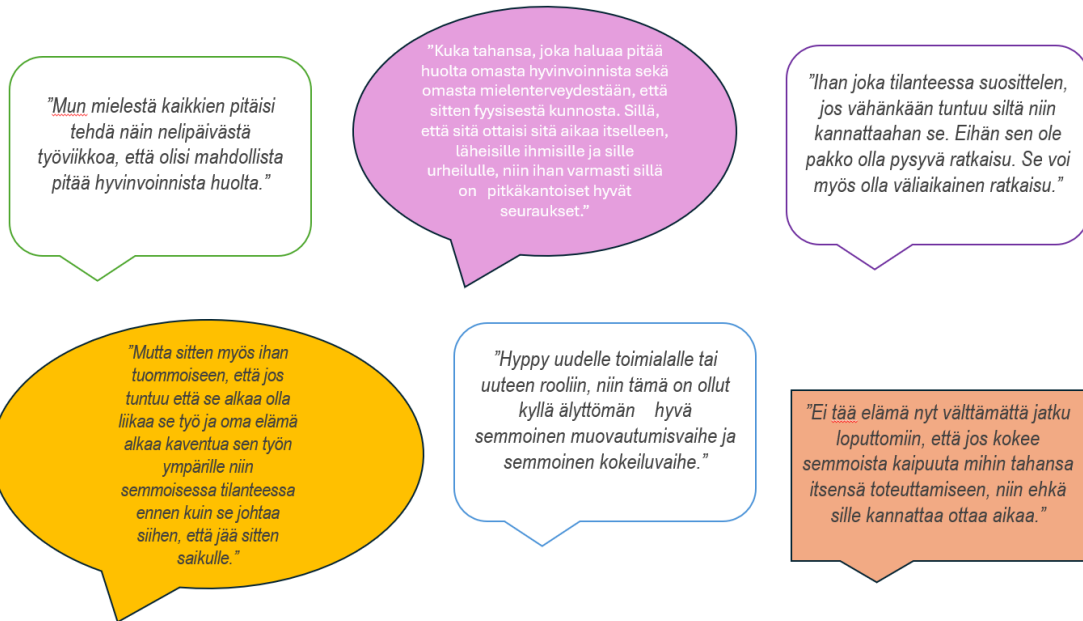 ”Mun mielestä kaikkien pitäisi
tehdä näin nelipäivästä
työviikkoa, että olisi mahdollista
pitää hyvinvoinnista huolta.”
”Kuka tahansa, joka haluaa pitää
huolta omasta hyvinvoinnista sekä
omasta mielenterveydestään, että
sitten fyysisestä kunnosta. Sillä,
että sitä ottaisi sitä aikaa itselleen,
läheisille ihmisille ja sille
urheilulle, niin ihan varmasti sillä
on pitkäkantoiset hyvät
seuraukset.”
”Ihan joka tilanteessa suosittelen,
jos vähänkään tuntuu siltä niin
kannattaahan se. Eihän sen ole
pakko olla pysyvä ratkaisu. Se voi
myös olla väliaikainen ratkaisu.”
”Mutta sitten myös ihan
tuommoiseen, että jos
tuntuu että se alkaa olla
liikaa se työ ja oma elämä
alkaa kaventua sen työn
ympärille niin
semmoisessa tilanteessa
ennen kuin se johtaa
siihen, että jää sitten
saikulle.”
”Hyppy uudelle toimialalle tai
uuteen rooliin, niin tämä on ollut
kyllä älyttömän hyvä
semmoinen muovautumisvaihe ja
semmoinen kokeiluvaihe.”
”Ei tää elämä nyt välttämättä jatku
loputtomiin, että jos kokee
semmoista kaipuuta mihin tahansa
itsensä toteuttamiseen, niin ehkä
sille kannattaa ottaa aikaa.”